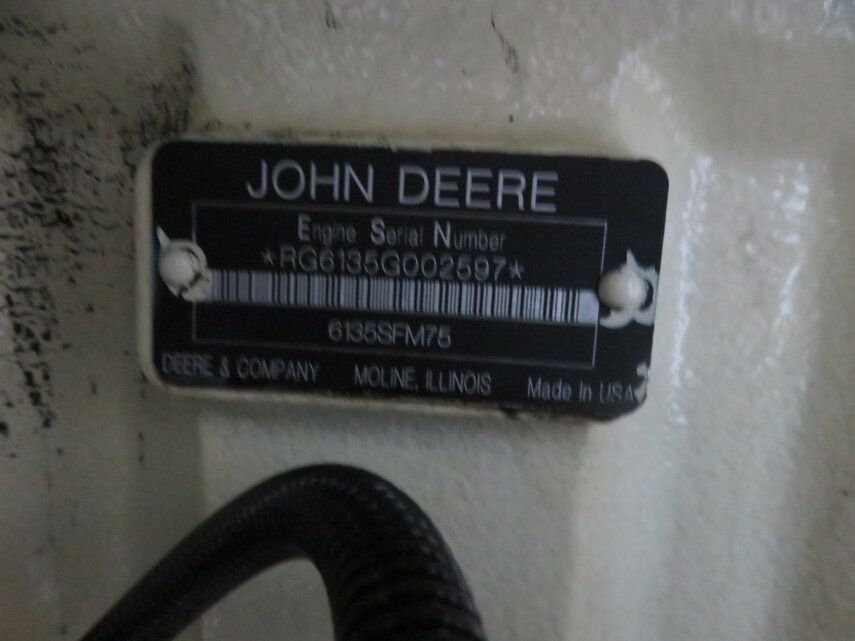 JOHN DEERE
Engine Serial Number
*RG6135G002597*
6135SFM75
DEERE & COMPANY MOLINE, ILLINOIS Made in USA